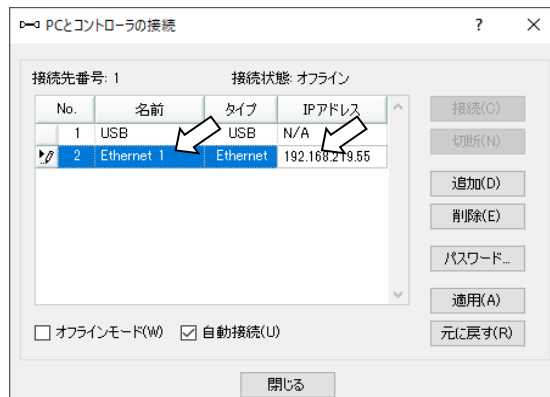 PCとコントローラの接続
接続先番号: 1 接続状態: オフライン
No. 名前 タイプ IPアドレス
1 USB USB N/A
2 Ethernet 1 Ethernet 192.168.219.55
接続(C)
切断(N)
追加(D)
削除(E)
パスワード...
適用(A)
元に戻す(R)
オフラインモード(W) 自動接続(U)
閉じる